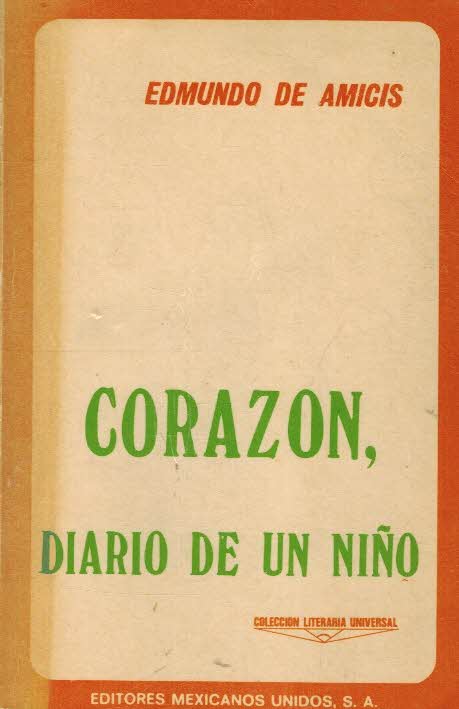 EDMUNDO DE AMICIS
CORAZON,
DIARIO DE UN NIÑO
COLECCION LITERARIA UNIVERSAL
EDITORES MEXICANOS UNIDOS, S. A.